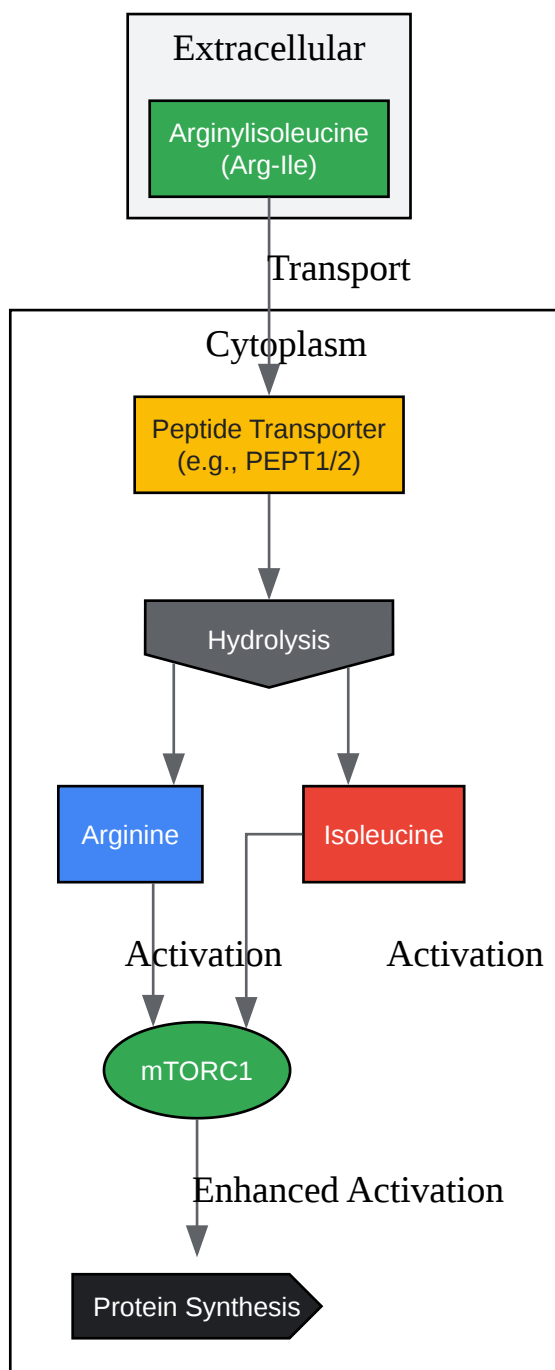 Extracellular
Arginylisoleucine
(Arg-Ile)
Transport
Cytoplasm
Peptide Transporter
(e.g., PEPT1/2)
Hydrolysis
Arginine
Isoleucine
Activation
Activation
mTORC1
Enhanced Activation
Protein Synthesis